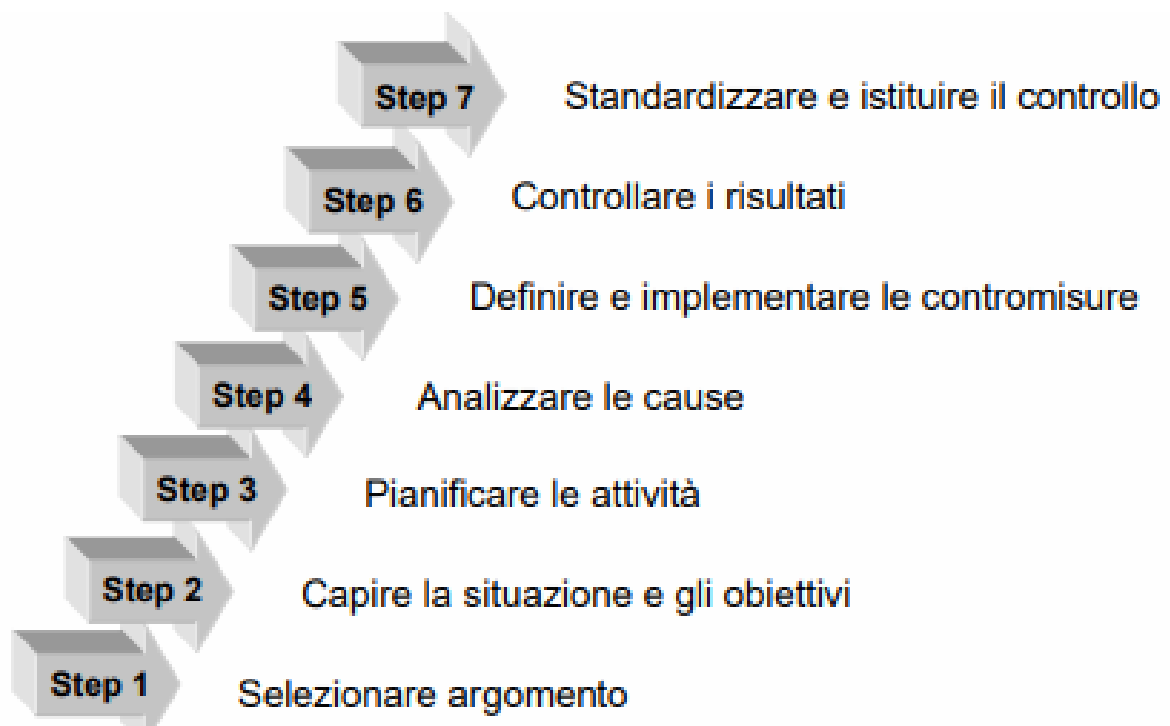 Step 7 Standardizzare e istituire il controllo
Step 6 Controllare i risultati
Step 5 Definire e implementare le contromisure
Step 4 Analizzare le cause
Step 3 Pianificare le attività
Step 2 Capire la situazione e gli obiettivi
Step 1 Selezionare argomento